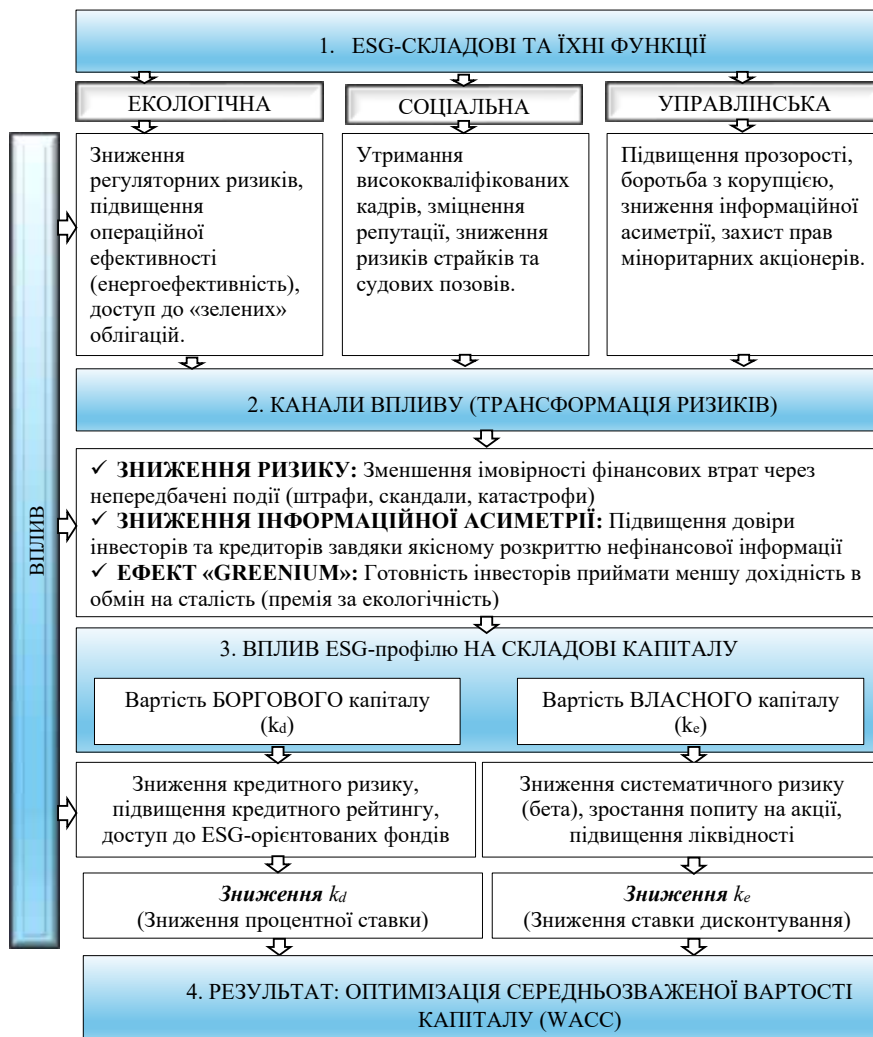 1. ESG-СКЛАДОВІ ТА ЇХНІ ФУНКЦІЇ
ЕКОЛОГІЧНА
СОЦІАЛЬНА
УПРАВЛІНСЬКА
ВПЛИВ
Зниження
регуляторних ризиків,
підвищення
операційної
ефективності
(енергоефективність),
доступ до «зелених»
облігацій.
Утримання
висококваліфікованих
кадрів, зміцнення
репутації, зниження
ризиків страйків та
судових позовів.
Підвищення прозорості,
боротьба з корупцією,
зниження інформаційної
асиметрії, захист прав
міноритарних акціонерів.
2. КАНАЛИ ВПЛИВУ (ТРАНСФОРМАЦІЯ РИЗИКІВ)
✓ ЗНИЖЕННЯ РИЗИКУ: Зменшення імовірності фінансових втрат через
непередбачені події (штрафи, скандали, катастрофи)
✓ ЗНИЖЕННЯ ІНФОРМАЦІЙНОЇ АСИМЕТРІЇ: Підвищення довіри
інвесторів та кредиторів завдяки якісному розкриттю нефінансової інформації
✓ ЕФЕКТ «GREENIUM»: Готовність інвесторів приймати меншу дохідність в
обмін на сталість (премія за екологічність)
3. ВПЛИВ ESG-профілю НА СКЛАДОВІ КАПІТАЛУ
Вартість БОРГОВОГО капіталу
(kd)
Вартість ВЛАСНОГО капіталу
(ke)
Зниження кредитного ризику,
підвищення кредитного рейтингу,
доступ до ESG-орієнтованих фондів
Зниження систематичного ризику
(бета), зростання попиту на акції,
підвищення ліквідності
Зниження kd
(Зниження процентної ставки)
Зниження ke
(Зниження ставки дисконтування)
4. РЕЗУЛЬТАТ: ОПТИМІЗАЦІЯ СЕРЕДНЬОЗВАЖЕНОЇ ВАРТОСТІ
КАПІТАЛУ (WACC)